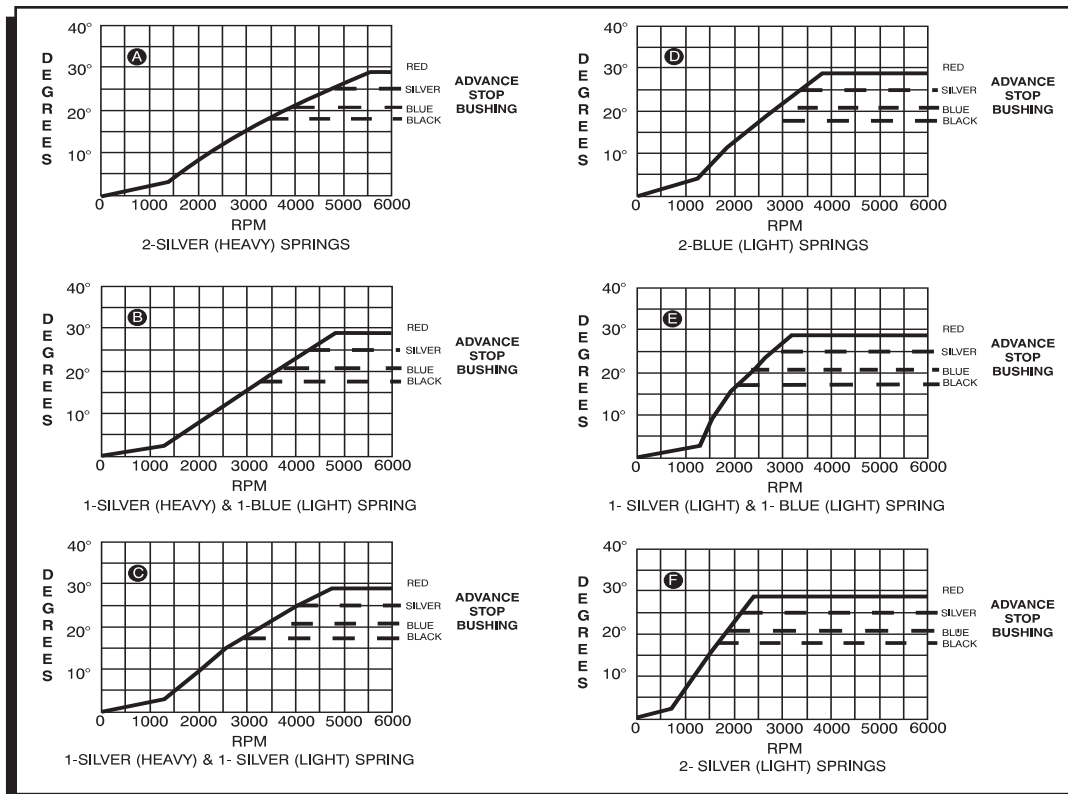 A
DEGREES
40°
30°
20°
10°
0 1000 2000 3000 4000 5000 6000
RPM
RED
SILVER
BLUE
BLACK
ADVANCE
STOP
BUSHING
2-SILVER (HEAVY) SPRINGS
B
DEGREES
40°
30°
20°
10°
0 1000 2000 3000 4000 5000 6000
RPM
RED
SILVER
BLUE
BLACK
ADVANCE
STOP
BUSHING
1-SILVER (HEAVY) & 1-BLUE (LIGHT) SPRING
C
DEGREES
40°
30°
20°
10°
0 1000 2000 3000 4000 5000 6000
RPM
RED
SILVER
BLUE
BLACK
ADVANCE
STOP
BUSHING
1-SILVER (HEAVY) & 1- SILVER (LIGHT) SPRING
D
DEGREES
40°
30°
20°
10°
0 1000 2000 3000 4000 5000 6000
RPM
RED
SILVER
BLUE
BLACK
ADVANCE
STOP
BUSHING
2-BLUE (LIGHT) SPRINGS
E
DEGREES
40°
30°
20°
10°
0 1000 2000 3000 4000 5000 6000
RPM
RED
SILVER
BLUE
BLACK
ADVANCE
STOP
BUSHING
1- SILVER (LIGHT) & 1- BLUE (LIGHT) SPRING
F
DEGREES
40°
30°
20°
10°
0 1000 2000 3000 4000 5000 6000
RPM
RED
SILVER
BLUE
BLACK
ADVANCE
STOP
BUSHING
2- SILVER (LIGHT) SPRINGS